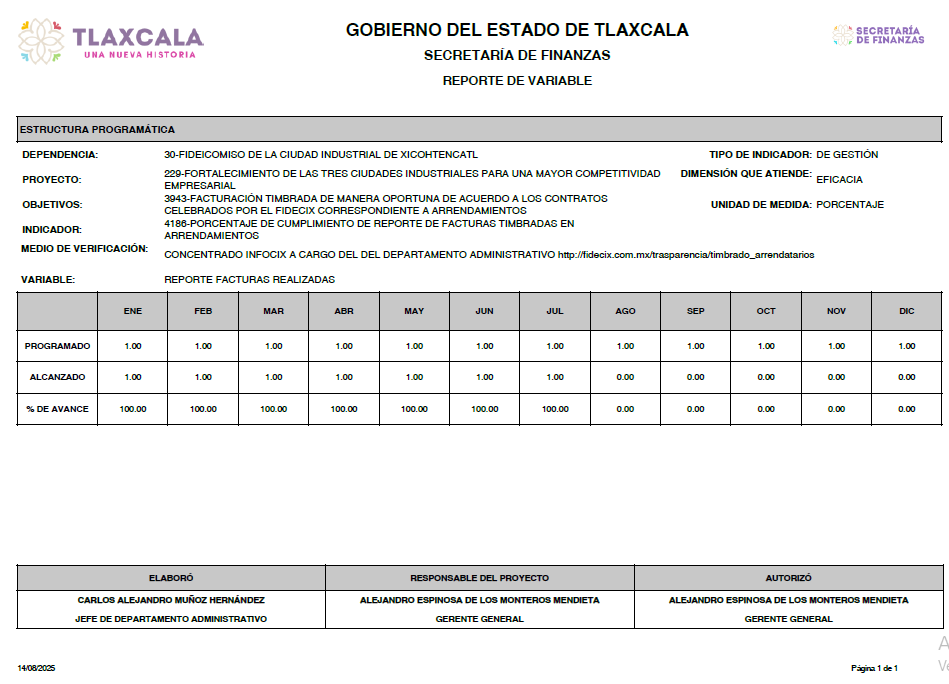 TLAXCALA
UNA NUEVA HISTORIA
GOBIERNO DEL ESTADO DE TLAXCALA
SECRETARÍA DE FINANZAS
REPORTE DE VARIABLE
SECRETARÍA
DE FINANZAS
ESTRUCTURA PROGRAMÁTICA
DEPENDENCIA: 30-FIDEICOMISO DE LA CIUDAD INDUSTRIAL DE XICOHTENCATL TIPO DE INDICADOR: DE GESTIÓN
PROYECTO: 229-FORTALECIMIENTO DE LAS TRES CIUDADES INDUSTRIALES PARA UNA MAYOR COMPETITIVIDAD
EMPRESARIAL
DIMENSIÓN QUE ATIENDE: EFICACIA
OBJETIVOS: 3943-FACTURACIÓN TIMBRADA DE MANERA OPORTUNA DE ACUERDO A LOS CONTRATOS
CELEBRADOS POR EL FIDECIX CORRESPONDIENTE A ARRENDAMIENTOS
UNIDAD DE MEDIDA: PORCENTAJE
INDICADOR: 4186-PORCENTAJE DE CUMPLIMIENTO DE REPORTE DE FACTURAS TIMBRADAS EN
ARRENDAMIENTOS
MEDIO DE VERIFICACIÓN: CONCENTRADO INFOCIX A CARGO DEL DEL DEPARTAMENTO ADMINISTRATIVO http://fidecix.com.mx/trasparencia/timbrado_arrendatarios
VARIABLE: REPORTE FACTURAS REALIZADAS
ENE FEB MAR ABR MAY JUN JUL AGO SEP OCT NOV DIC
PROGRAMADO 1.00 1.00 1.00 1.00 1.00 1.00 1.00 1.00 1.00 1.00 1.00 1.00
ALCANZADO 1.00 1.00 1.00 1.00 1.00 1.00 1.00 0.00 0.00 0.00 0.00 0.00
% DE AVANCE 100.00 100.00 100.00 100.00 100.00 100.00 100.00 0.00 0.00 0.00 0.00 0.00
ELABORÓ RESPONSABLE DEL PROYECTO AUTORIZÓ
CARLOS ALEJANDRO MUÑOZ HERNÁNDEZ ALEJANDRO ESPINOSA DE LOS MONTEROS MENDIETA ALEJANDRO ESPINOSA DE LOS MONTEROS MENDIETA
JEFE DE DEPARTAMENTO ADMINISTRATIVO GERENTE GENERAL GERENTE GENERAL
14/08/2025 Página 1 de 1